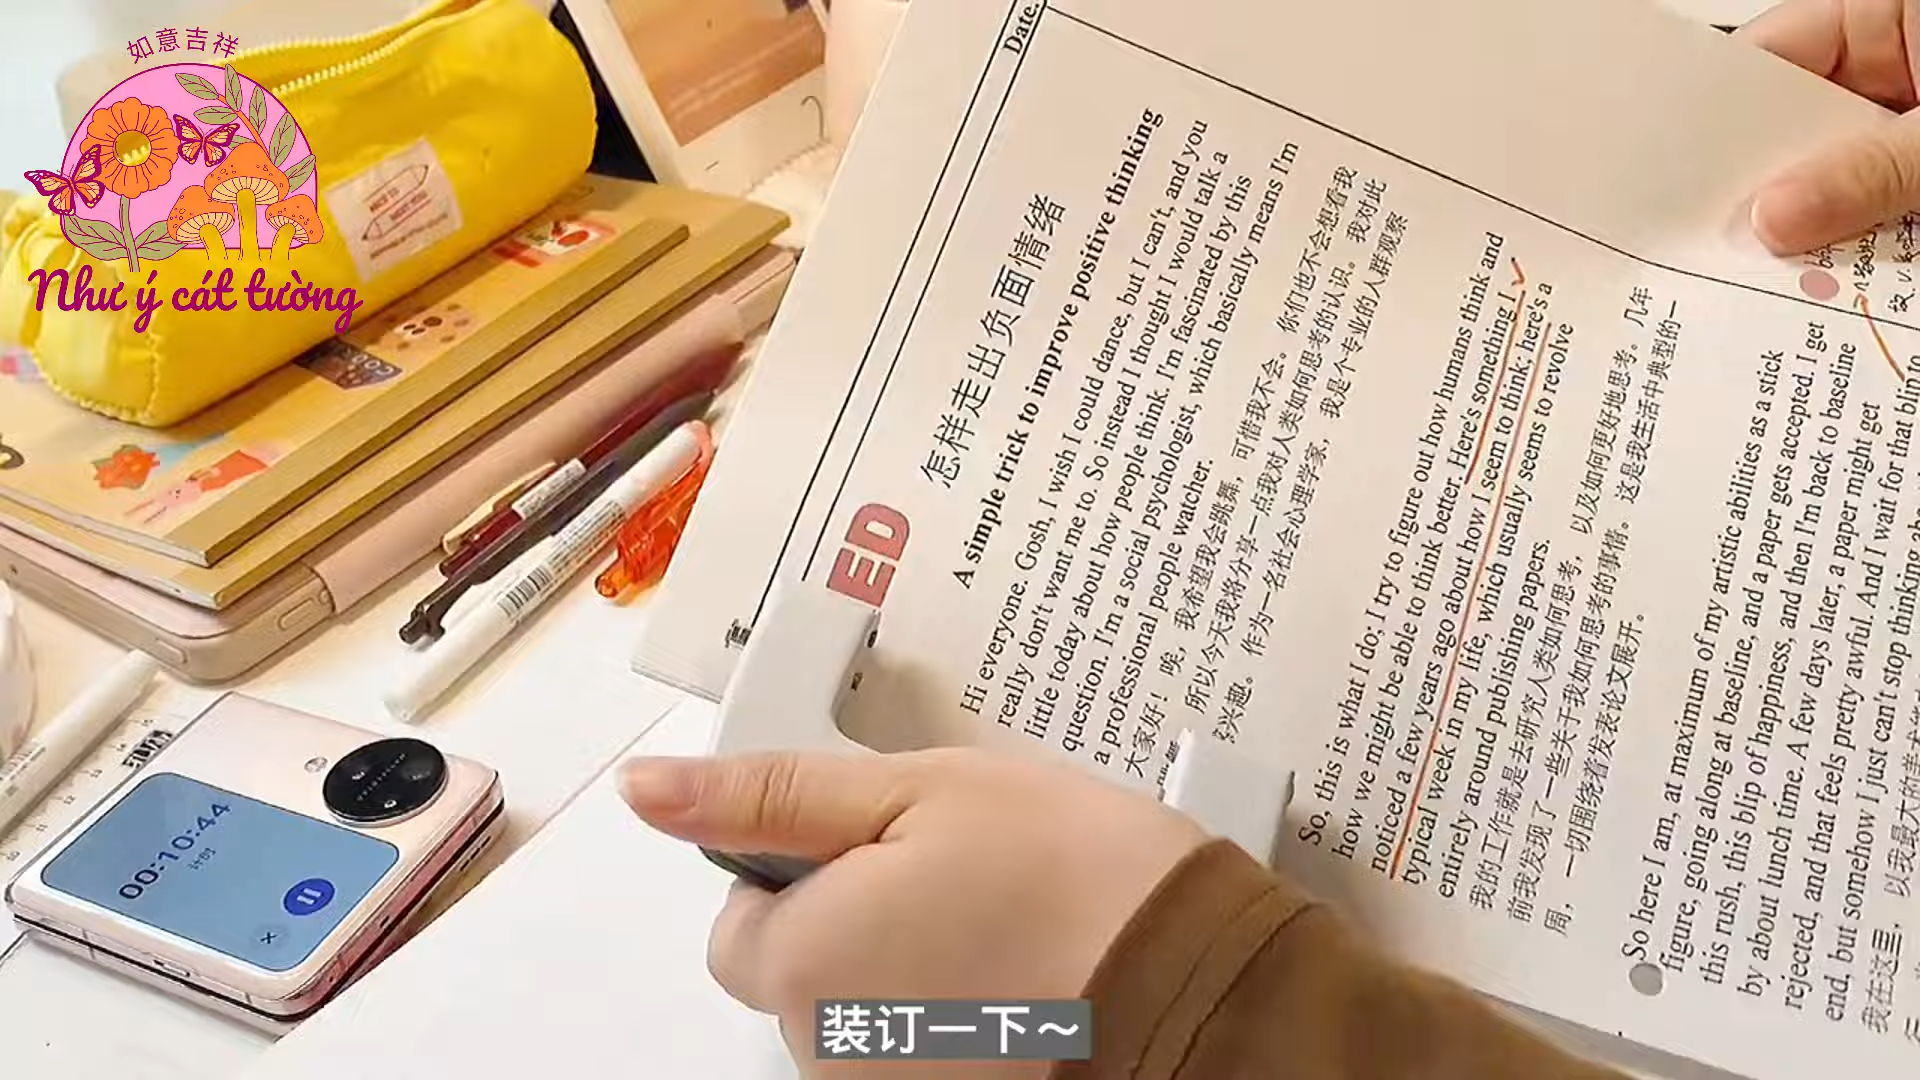 如意吉祥
Như ý cát tường
Date.
ED
怎样走出负面情绪
A simple trick to improve positive thinking
Hi everyone. Gosh, I wish I could dance, but I can't, and you
really don't want me to. So instead I thought I would talk a
little today about how people think. I'm fascinated by this
question. I'm a social psychologist, which basically means I'm
a professional people watcher.
大家好！唉，我希望我会跳舞，可惜我不会。你们也不会想看我
所以今天我将分享一点我对人类如何思考的认识。我对此
兴趣。作为一名社会心理学家，我是个专业的人群观察
So, this is what I do; I try to figure out how humans think and
how we might be able to think better. Here's something I
noticed a few years ago about how I seem to think; here's a
typical week in my life, which usually seems to revolve
entirely around publishing papers.
我的工作就是去研究人类如何思考，以及如何更好地思考。几年
前我发现了一些关于我如何思考的事情。这是我生活中典型的一
周，一切围绕着发表论文展开。
So here I am, at maximum of my artistic abilities as a stick
figure, going along at baseline, and a paper gets accepted. I get
this rush, this blip of happiness, and then I'm back to baseline
by about lunch time. A few days later, a paper might get
rejected, and that feels pretty awful. And I wait for that blip to
end, but somehow I just can't stop thinking
我在这里，以我最大的
00:10:44
计时
装订一下～